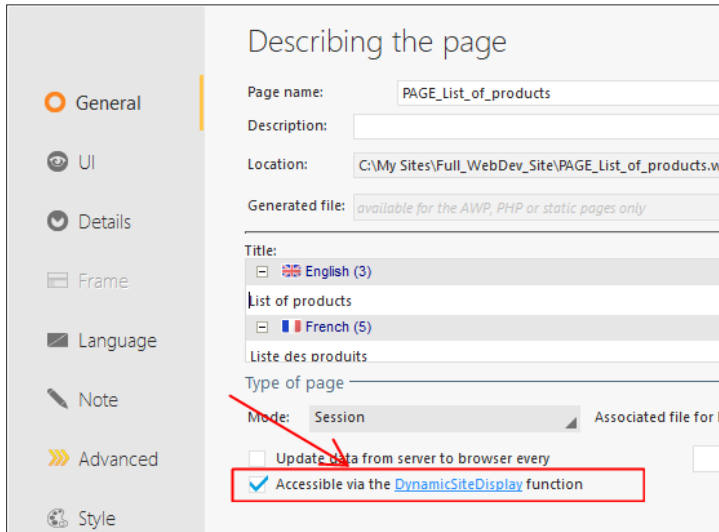 Describing the page
General
UI
Details
Frame
Language
Note
Advanced
Style
Page name: PAGE_List_of_products
Description:
Location: C:\My Sites\Full_WebDev_Site\PAGE_List_of_products.w
Generated file: available for the AWP, PHP or static pages only
Title:
English (3)
List of products
French (5)
Liste des produits
Type of page
Mode: Session Associated file for
Update data from server to browser every
Accessible via the DynamicSiteDisplay function